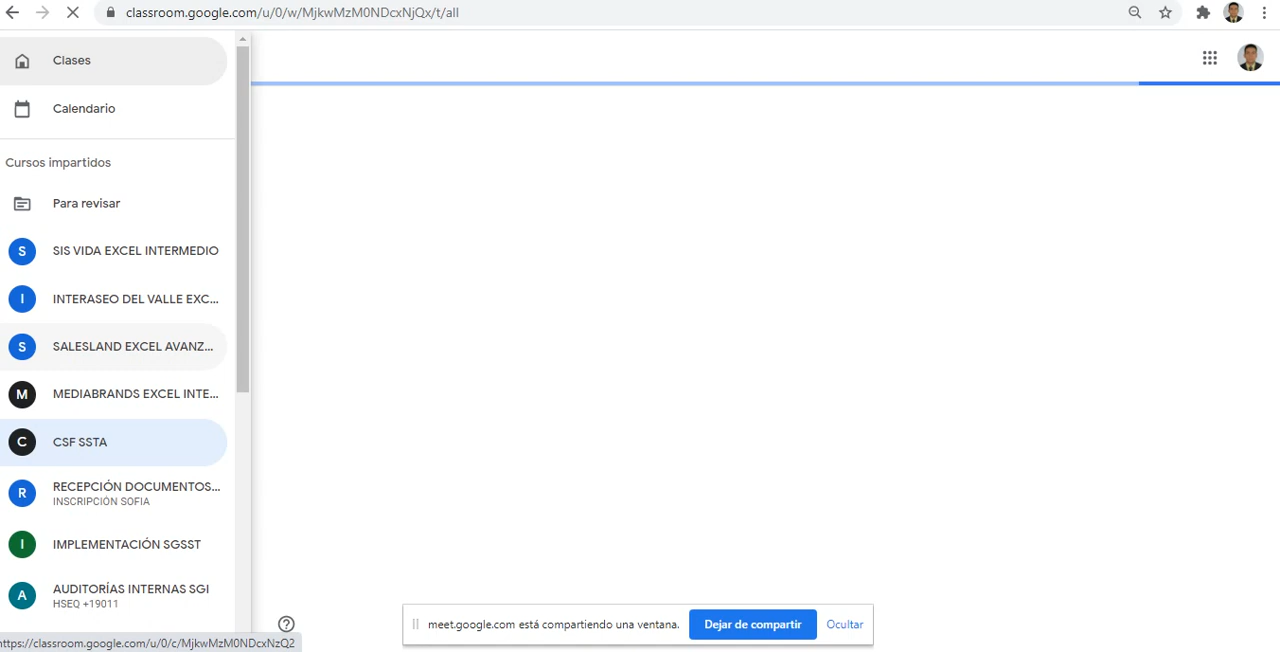 classroom.google.com/u/0/w/MjkwMzM0NDcxNjQx/t/all
Clases
Calendario
Cursos impartidos
Para revisar
S SIS VIDA EXCEL INTERMEDIO
I INTERASEO DEL VALLE EXC...
S SALESLAND EXCEL AVANZ...
M MEDIABRANDS EXCEL INTE...
C CSF SSTA
R RECEPCIÓN DOCUMENTOS...
INSCRIPCIÓN SOFIA
I IMPLEMENTACIÓN SGSST
A AUDITORÍAS INTERNAS SGI
HSEQ +19011
meet.google.com está compartiendo una ventana. Dejar de compartir Ocultar
https://classroom.google.com/u/0/c/MjkwMzM0NDcxNzQ2